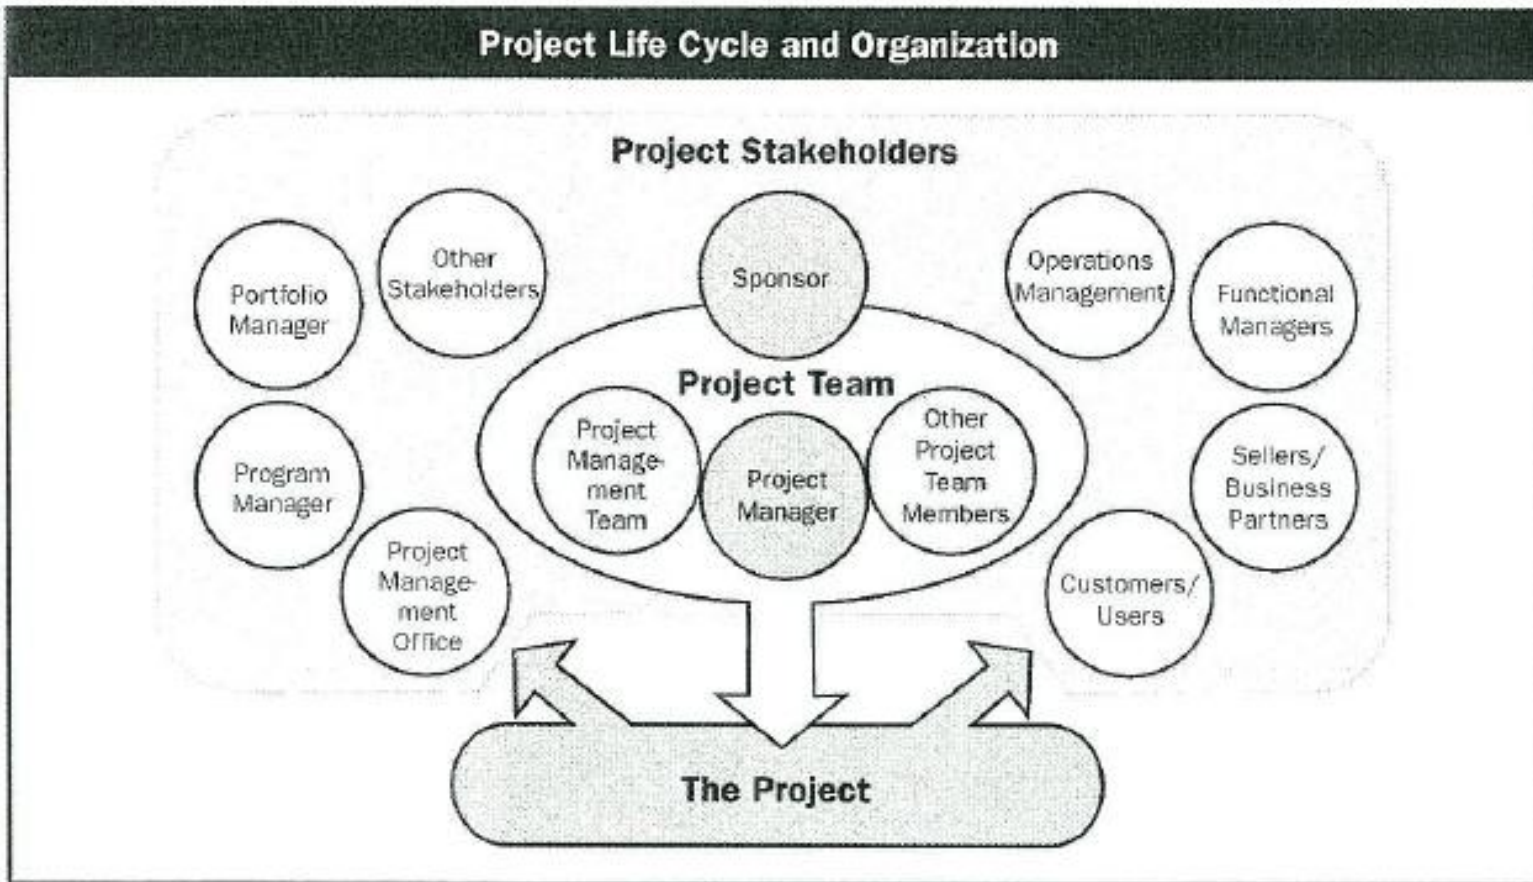 Project Life Cycle and Organization
Project Stakeholders
Portfolio
Manager
Other
Stakeholders
Sponsor
Operations
Management
Functional
Managers
Project Team
Program
Manager
Project
Manage-
ment
Team
Project
Manager
Other
Project
Team
Members
Sellers/
Business
Partners
Project
Manage-
ment
Office
Customers/
Users
The Project